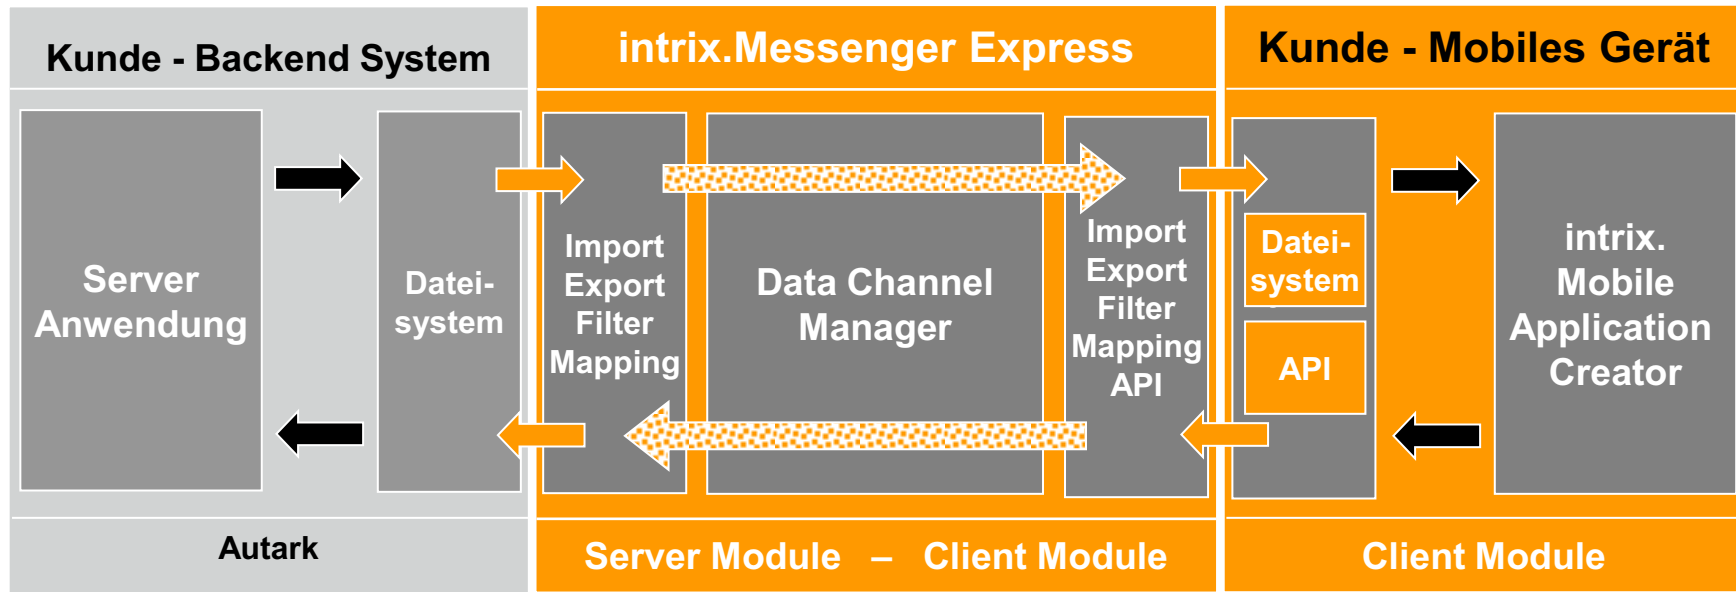 Kunde - Backend System
intrix.Messenger Express
Kunde - Mobiles Gerät
Server
Anwendung
Datei-
system
Import
Export
Filter
Mapping
Data Channel
Manager
Import
Export
Filter
Mapping
API
Datei-
system
API
intrix.
Mobile
Application
Creator
Autark
Server Module – Client Module
Client Module